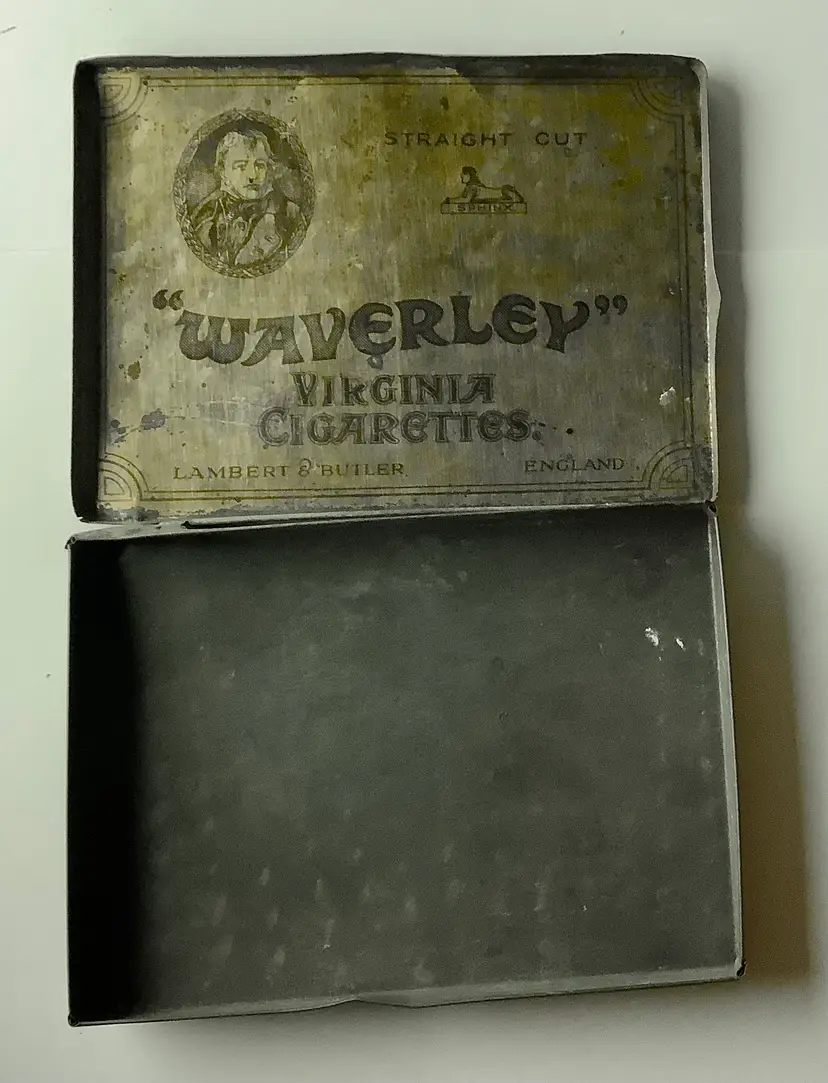 STRAIGHT CUT
SPHINX
“WAVERLEY”
VIRGINIA
CIGARETTES.
LAMBERT & BUTLER. ENGLAND.